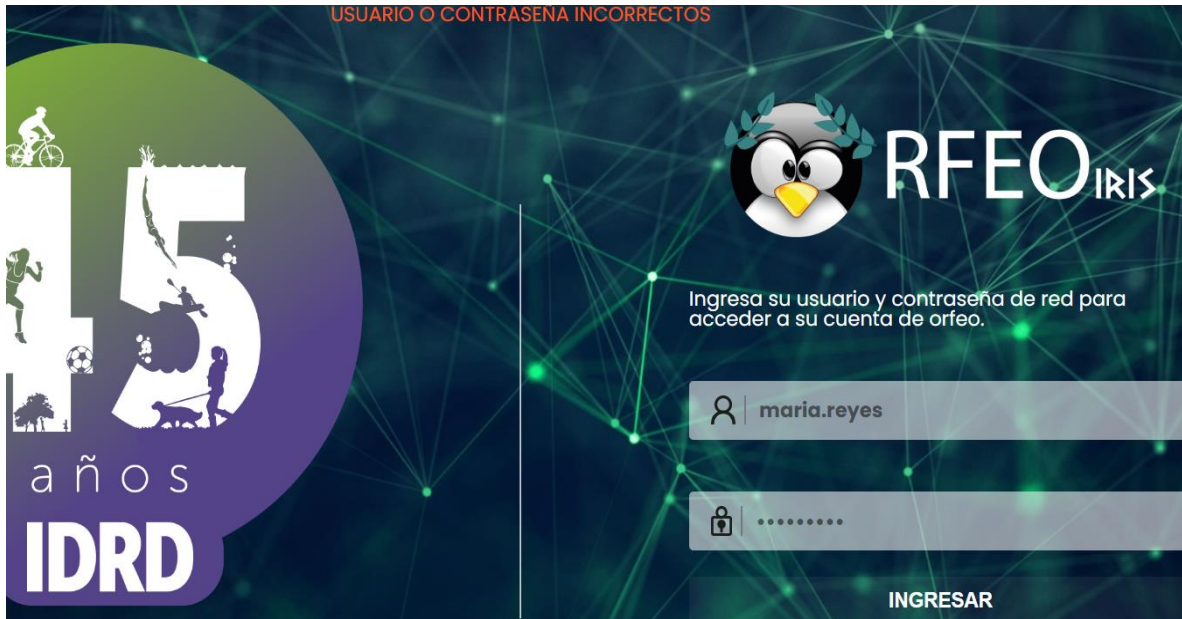 USUARIO O CONTRASEÑA INCORRECTOS
45
años
IDRD
RFEO IRIS
Ingresa su usuario y contraseña de red para
acceder a su cuenta de orfeo.
maria.reyes
•••••••••
INGRESAR